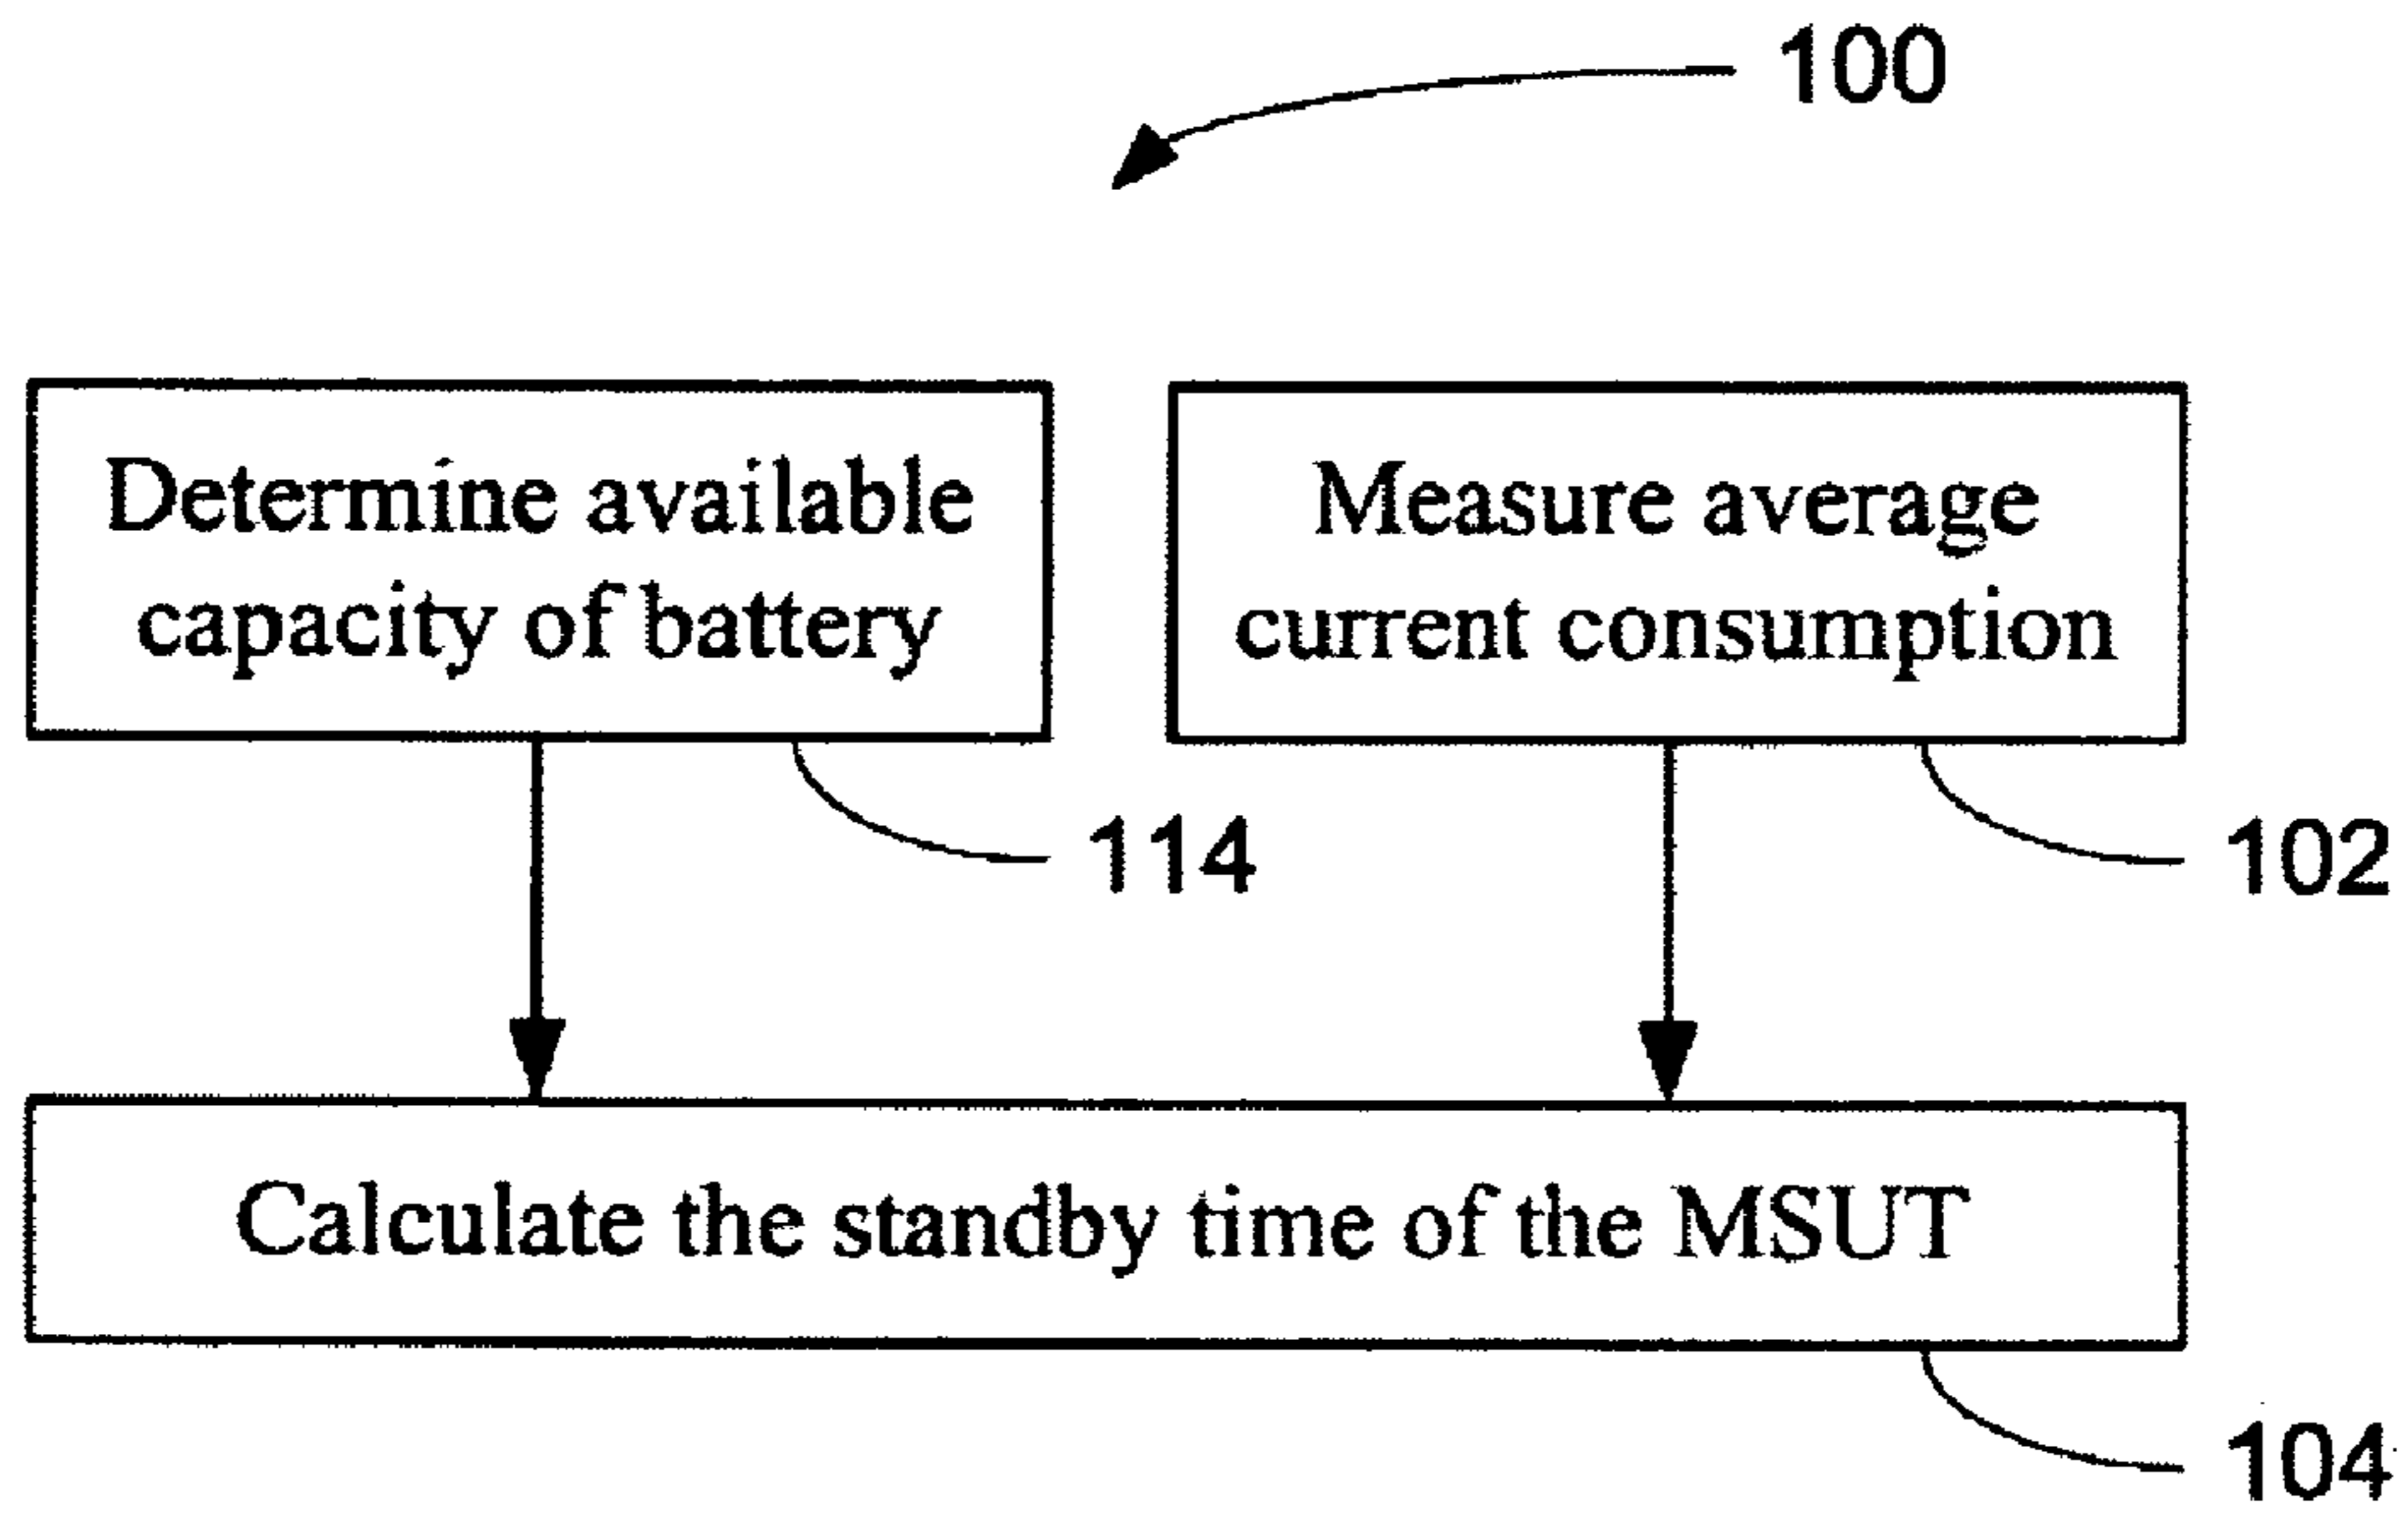 100
Determine available
capacity of battery
Measure average
current consumption
114
102
Calculate the standby time of the MSUT
104